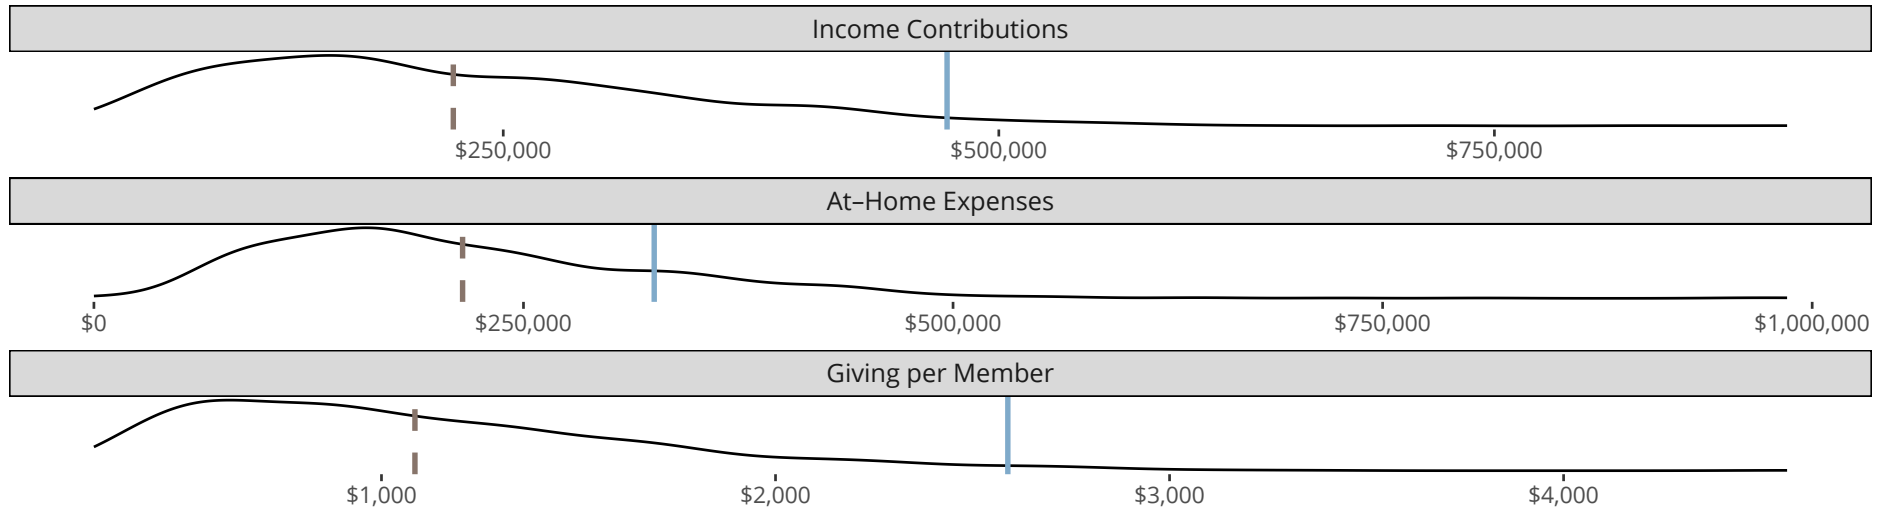 Income Contributions
$250,000 $500,000 $750,000
At–Home Expenses
$0 $250,000 $500,000 $750,000 $1,000,000
Giving per Member
$1,000 $2,000 $3,000 $4,000